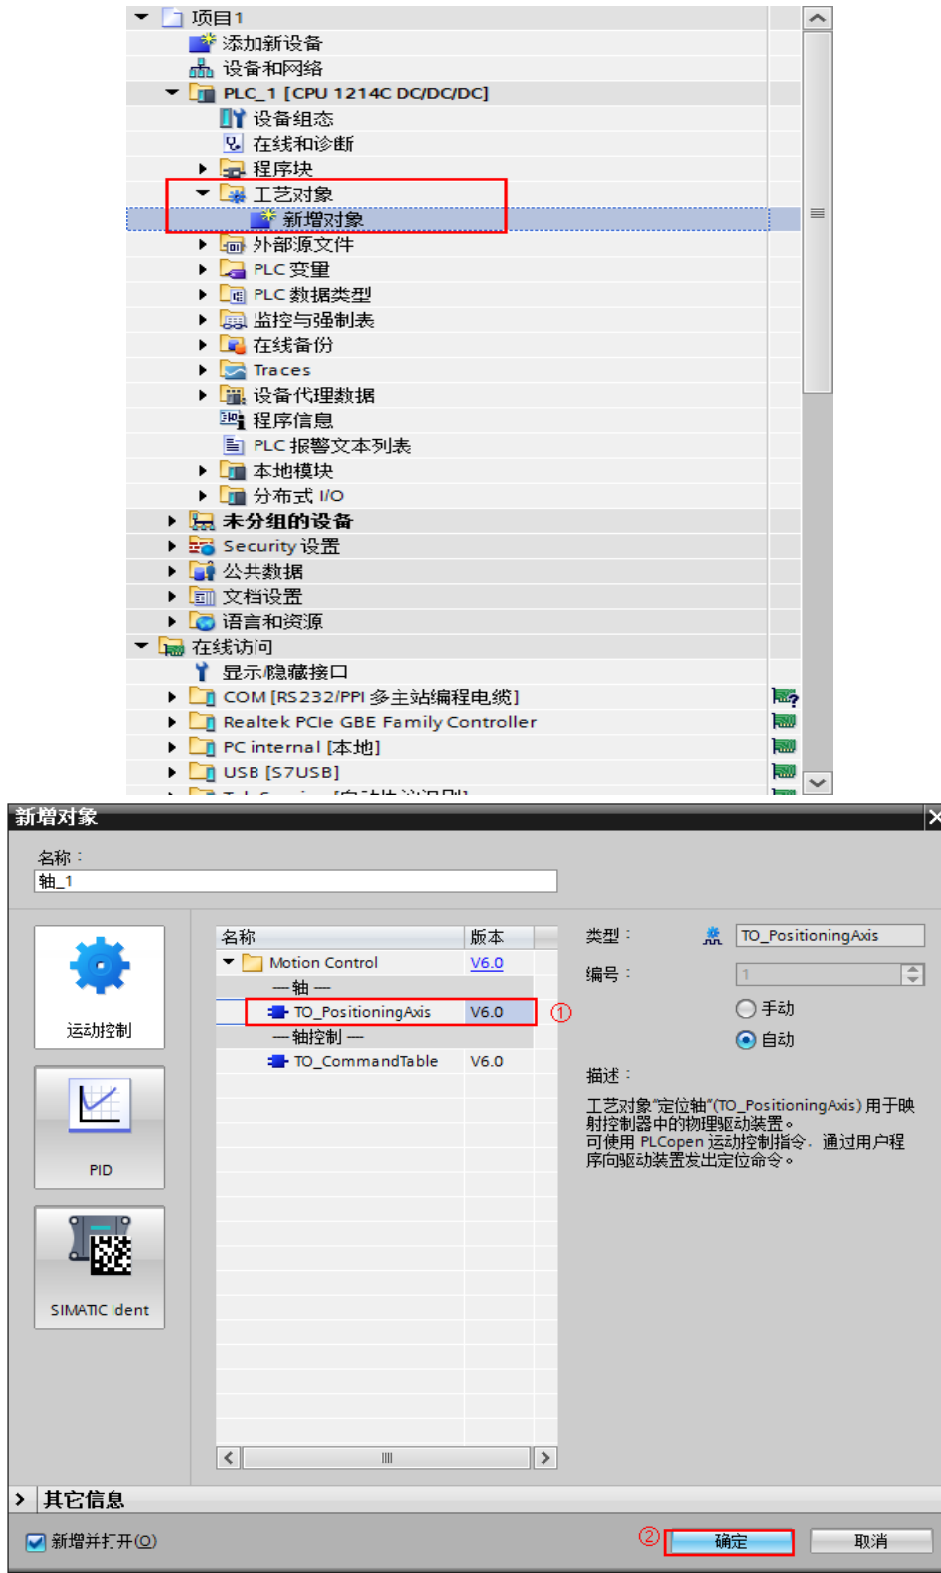 项目1
添加新设备
设备和网络
PLC_1 [CPU 1214C DC/DC/DC]
设备组态
在线和诊断
程序块
工艺对象
新增对象
外部源文件
PLC 变量
PLC 数据类型
监控与强制表
在线备份
Traces
设备代理数据
程序信息
PLC 报警文本列表
本地模块
分布式 I/O
未分组的设备
Security 设置
公共数据
文档设置
语言和资源
在线访问
显示/隐藏接口
COM [RS232/PPI 多主站编程电缆]
Realtek PCIe GBE Family Controller
PC internal [本地]
USB [S7USB]
新增对象
名称：
轴_1
运动控制
PID
SIMATIC dent
名称 版本
Motion Control V6.0
—轴—
TO_PositioningAxis V6.0 ①
—轴控制—
TO_CommandTable V6.0
类型： TO_PositioningAxis
编号： 1
手动
自动
描述：
工艺对象“定位轴”(TO_PositioningAxis) 用于映
射控制器中的物理驱动装置。
可使用 PLCopen 运动控制指令，通过用户程
序向驱动装置发出定位命令。
其它信息
新增并打开(O)
② 确定 取消